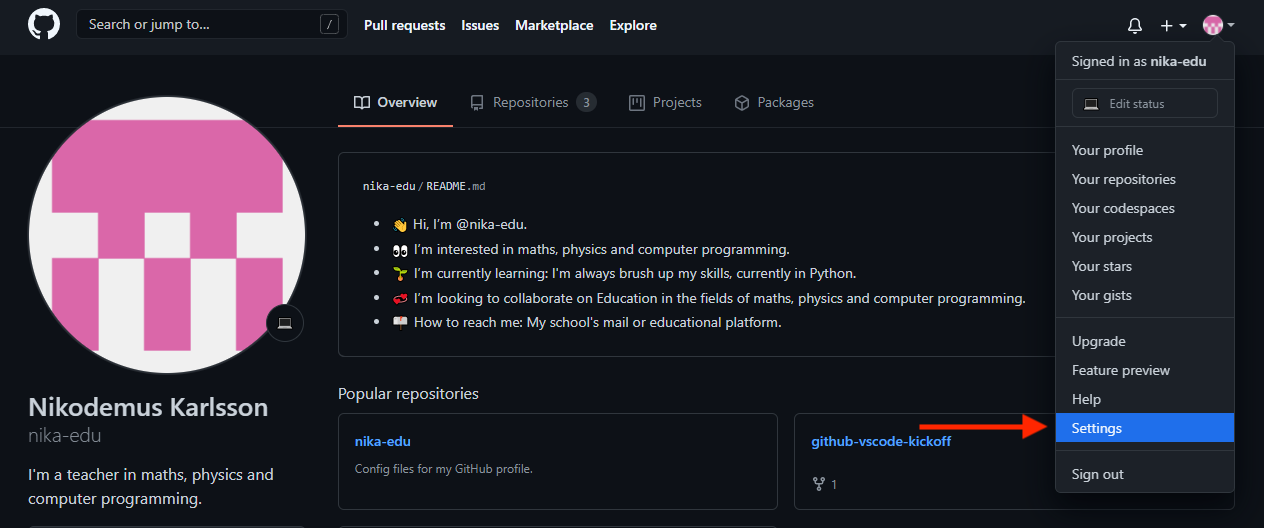 Search or jump to...
/
Pull requests
Issues
Marketplace
Explore
Signed in as nika-edu
Edit status
Your profile
Your repositories
Your codespaces
Your projects
Your stars
Your gists
Upgrade
Feature preview
Help
Settings
Sign out
Overview
Repositories 3
Projects
Packages
nika-edu/README.md
👋 Hi, I’m @nika-edu.
👀 I’m interested in maths, physics and computer programming.
🌱 I’m currently learning: I'm always brush up my skills, currently in Python.
💞️ I’m looking to collaborate on Education in the fields of maths, physics and computer programming.
📫 How to reach me: My school's mail or educational platform.
Nikodemus Karlsson
nika-edu
I'm a teacher in maths, physics and
computer programming.
Popular repositories
nika-edu
Config files for my GitHub profile.
github-vscode-kickoff
1